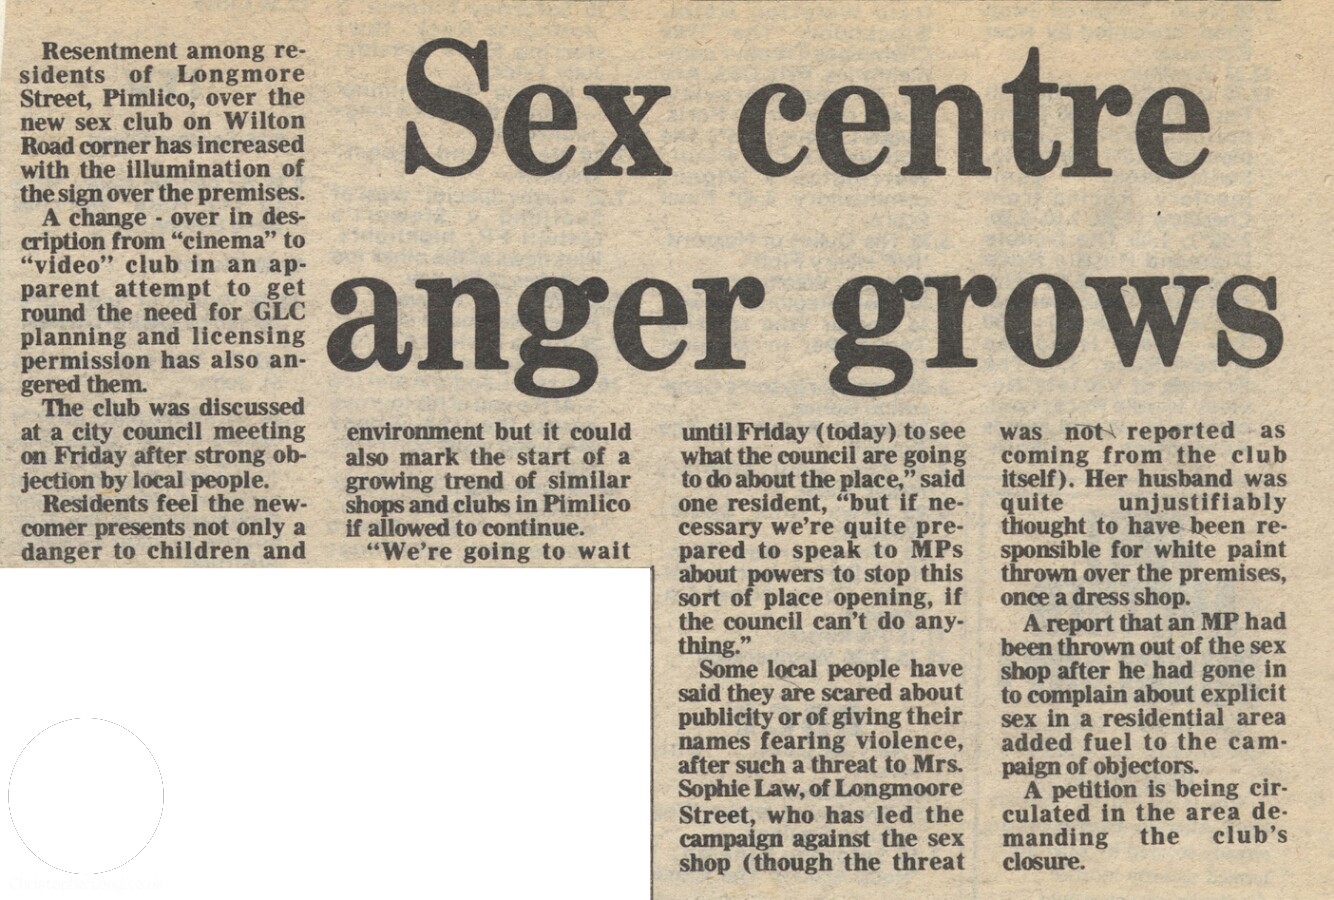 Sex centre
anger grows
Resentment among re-
sidents of Longmore
Street, Pimlico, over the
new sex club on Wilton
Road corner has increased
with the illumination of
the sign over the premises.
A change - over in des-
cription from “cinema” to
“video” club in an ap-
parent attempt to get
round the need for GLC
planning and licensing
permission has also an-
gered them.
The club was discussed
at a city council meeting
on Friday after strong ob-
jection by local people.
Residents feel the new-
comer presents not only a
danger to children and
environment but it could
also mark the start of a
growing trend of similar
shops and clubs in Pimlico
if allowed to continue.
“We’re going to wait
until Friday (today) to see
what the council are going
to do about the place,” said
one resident, “but if ne-
cessary we’re quite pre-
pared to speak to MPs
about powers to stop this
sort of place opening, if
the council can’t do any-
thing.”
Some local people have
said they are scared about
publicity or of giving their
names fearing violence,
after such a threat to Mrs.
Sophie Law, of Longmoore
Street, who has led the
campaign against the sex
shop (though the threat
was not reported as
coming from the club
itself). Her husband was
quite unjustifiably
thought to have been re-
sponsible for white paint
thrown over the premises,
once a dress shop.
A report that an MP had
been thrown out of the sex
shop after he had gone in
to complain about explicit
sex in a residential area
added fuel to the cam-
paign of objectors.
A petition is being cir-
culated in the area de-
manding the club’s
closure.